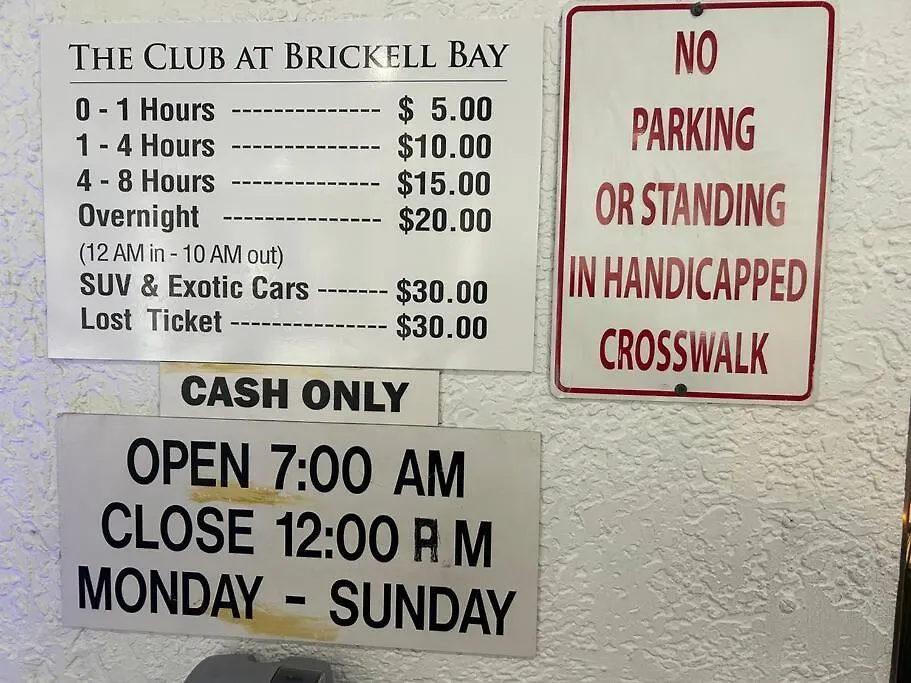 THE CLUB AT BRICKELL BAY
0 - 1 Hours --------------- $ 5.00
1 - 4 Hours --------------- $10.00
4 - 8 Hours --------------- $15.00
Overnight ---------------- $20.00
(12 AM in - 10 AM out)
SUV & Exotic Cars ------- $30.00
Lost Ticket ---------------- $30.00
CASH ONLY
OPEN 7:00 AM
CLOSE 12:00 AM
MONDAY - SUNDAY
NO
PARKING
OR STANDING
IN HANDICAPPED
CROSSWALK